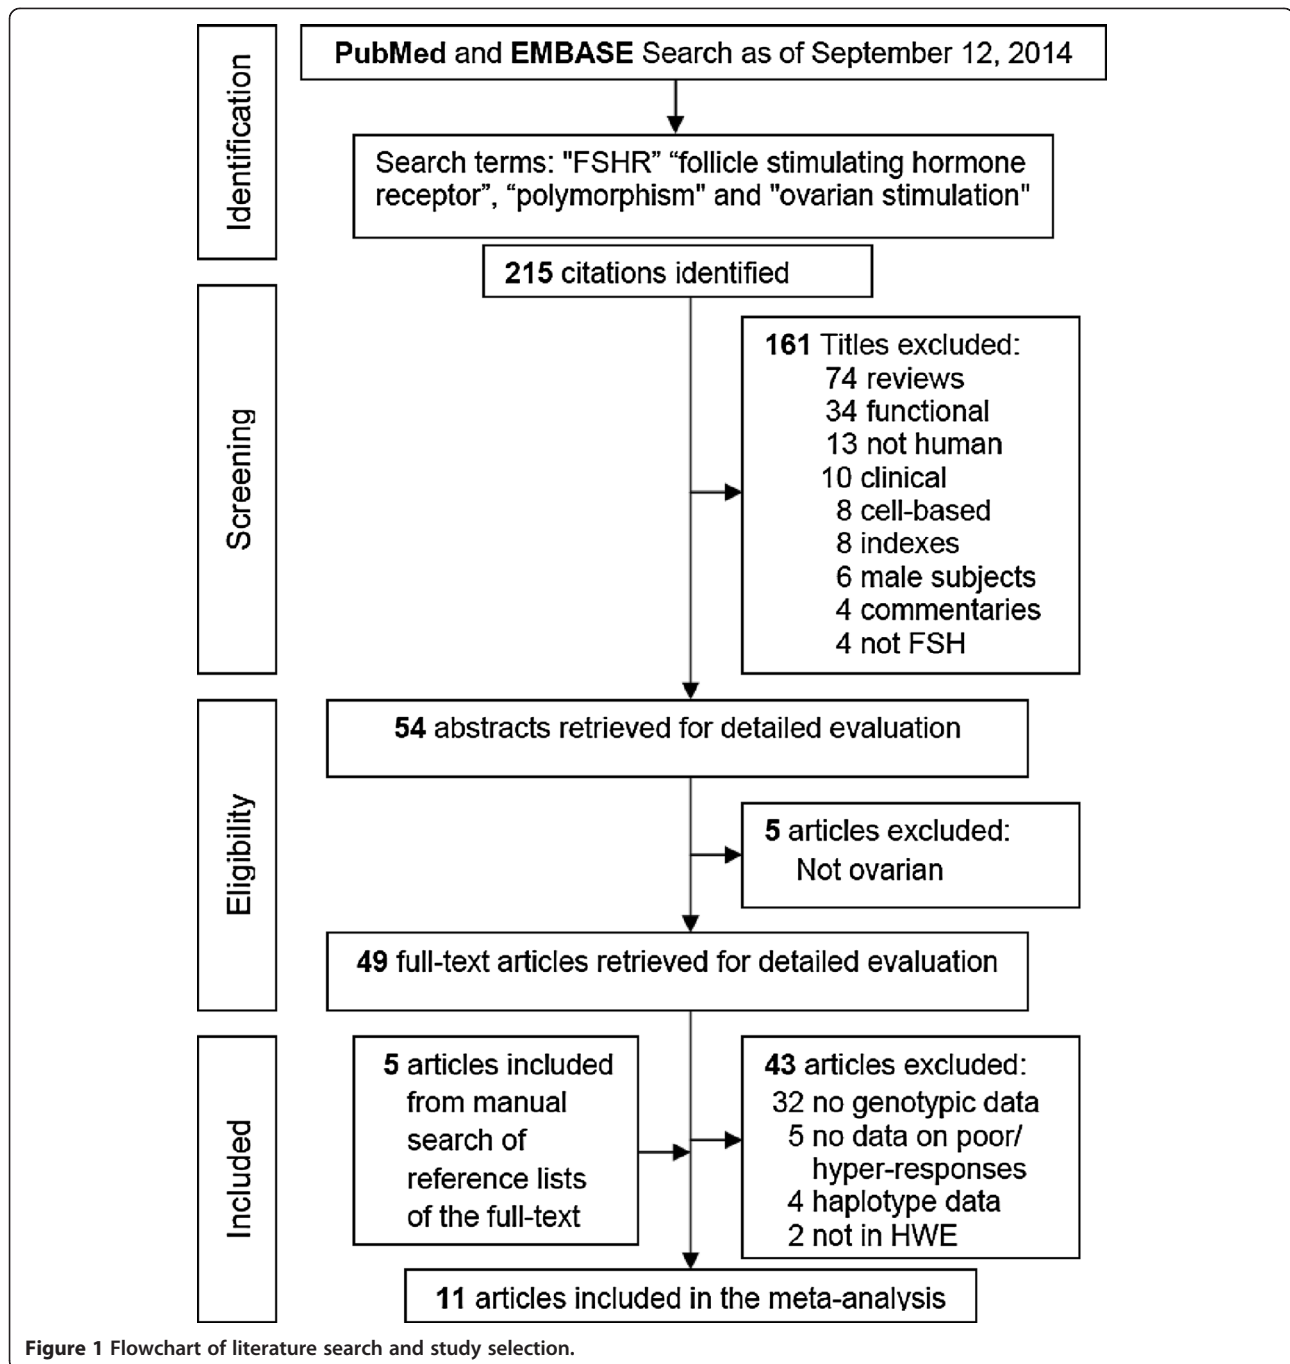 Identification
PubMed and EMBASE Search as of September 12, 2014
Search terms: "FSHR” “follicle stimulating hormone
receptor”, “polymorphism" and "ovarian stimulation"
215 citations identified
Screening
161 Titles excluded:
74 reviews
34 functional
13 not human
10 clinical
8 cell-based
8 indexes
6 male subjects
4 commentaries
4 not FSH
Eligibility
54 abstracts retrieved for detailed evaluation
5 articles excluded:
Not ovarian
49 full-text articles retrieved for detailed evaluation
Included
5 articles included
from manual
search of
reference lists
of the full-text
43 articles excluded:
32 no genotypic data
5 no data on poor/
hyper-responses
4 haplotype data
2 not in HWE
11 articles included in the meta-analysis
Figure 1 Flowchart of literature search and study selection.